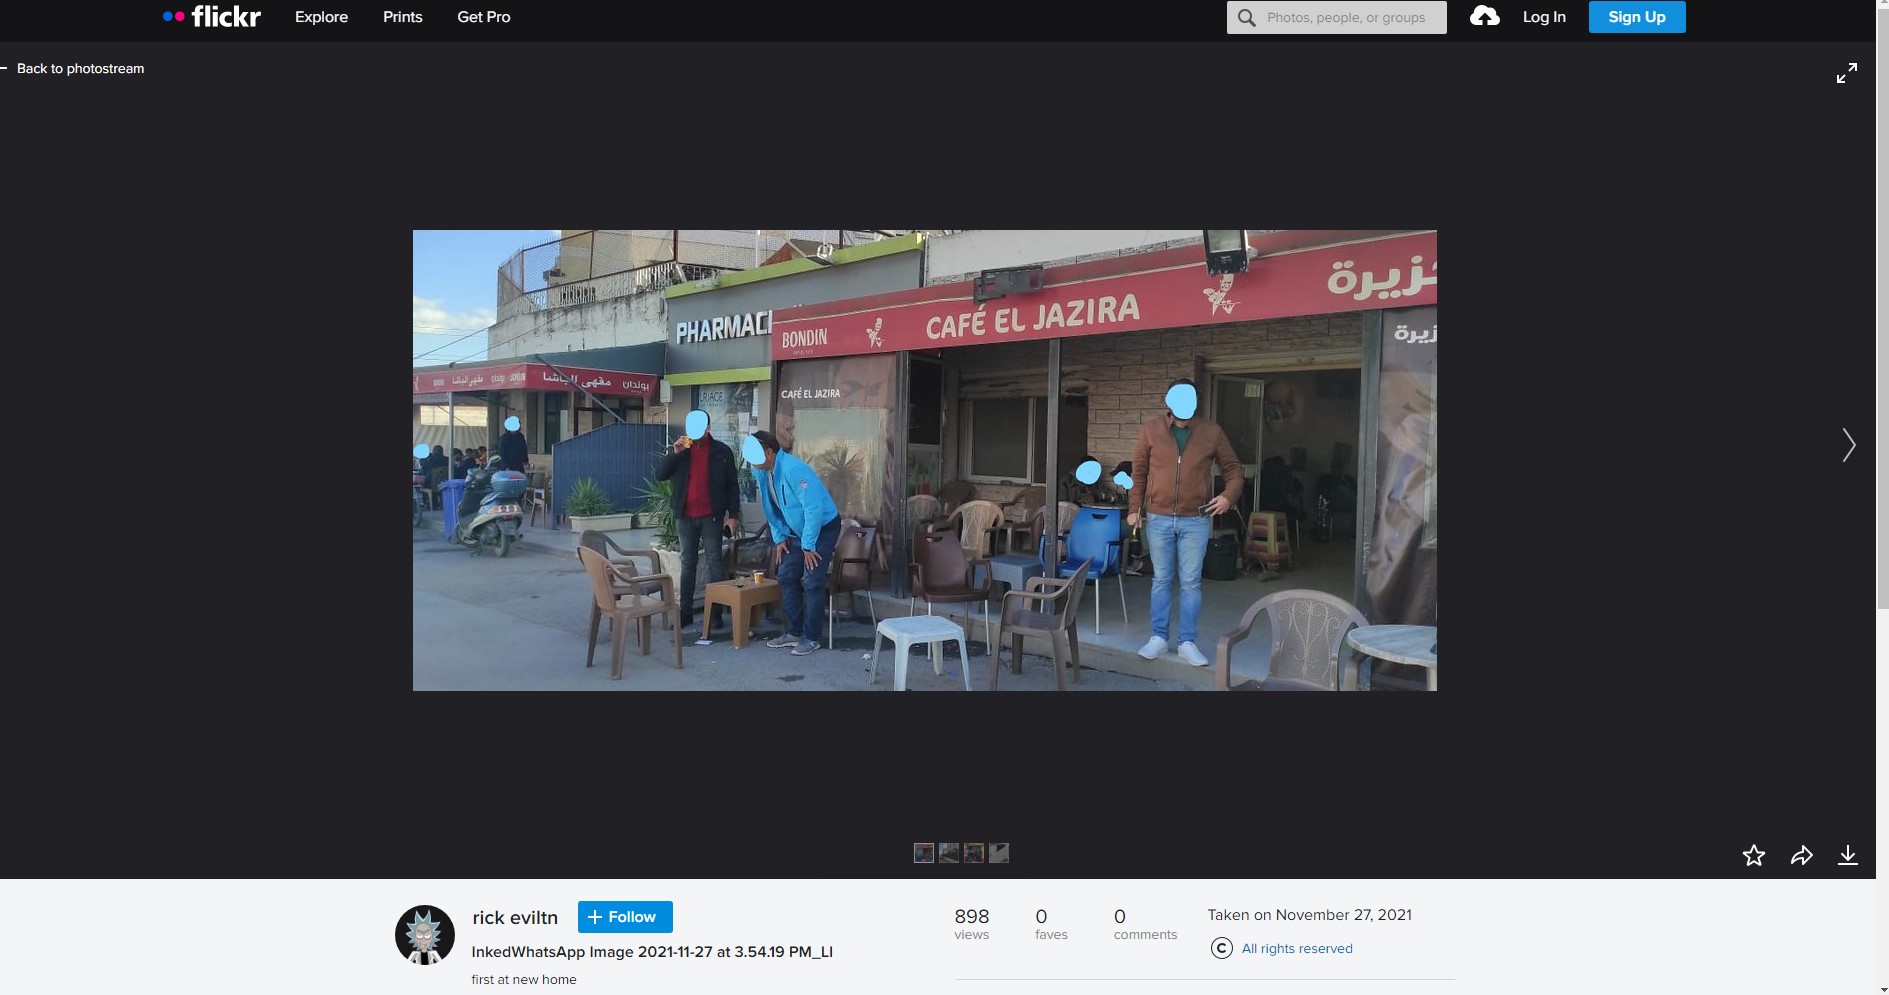 flickr
Explore
Prints
Get Pro
Photos, people, or groups
Log In
Sign Up
Back to photostream
PHARMACI
BONDIN
CAFÉ EL JAZIRA
زيرة
مقهى الباشا
بوندان
CAFÉ EL JAZIRA
زيرة
rick eviltn
+ Follow
InkedWhatsApp Image 2021-11-27 at 3.54.19 PM_LI
first at new home
898
views
0
faves
0
comments
Taken on November 27, 2021
All rights reserved